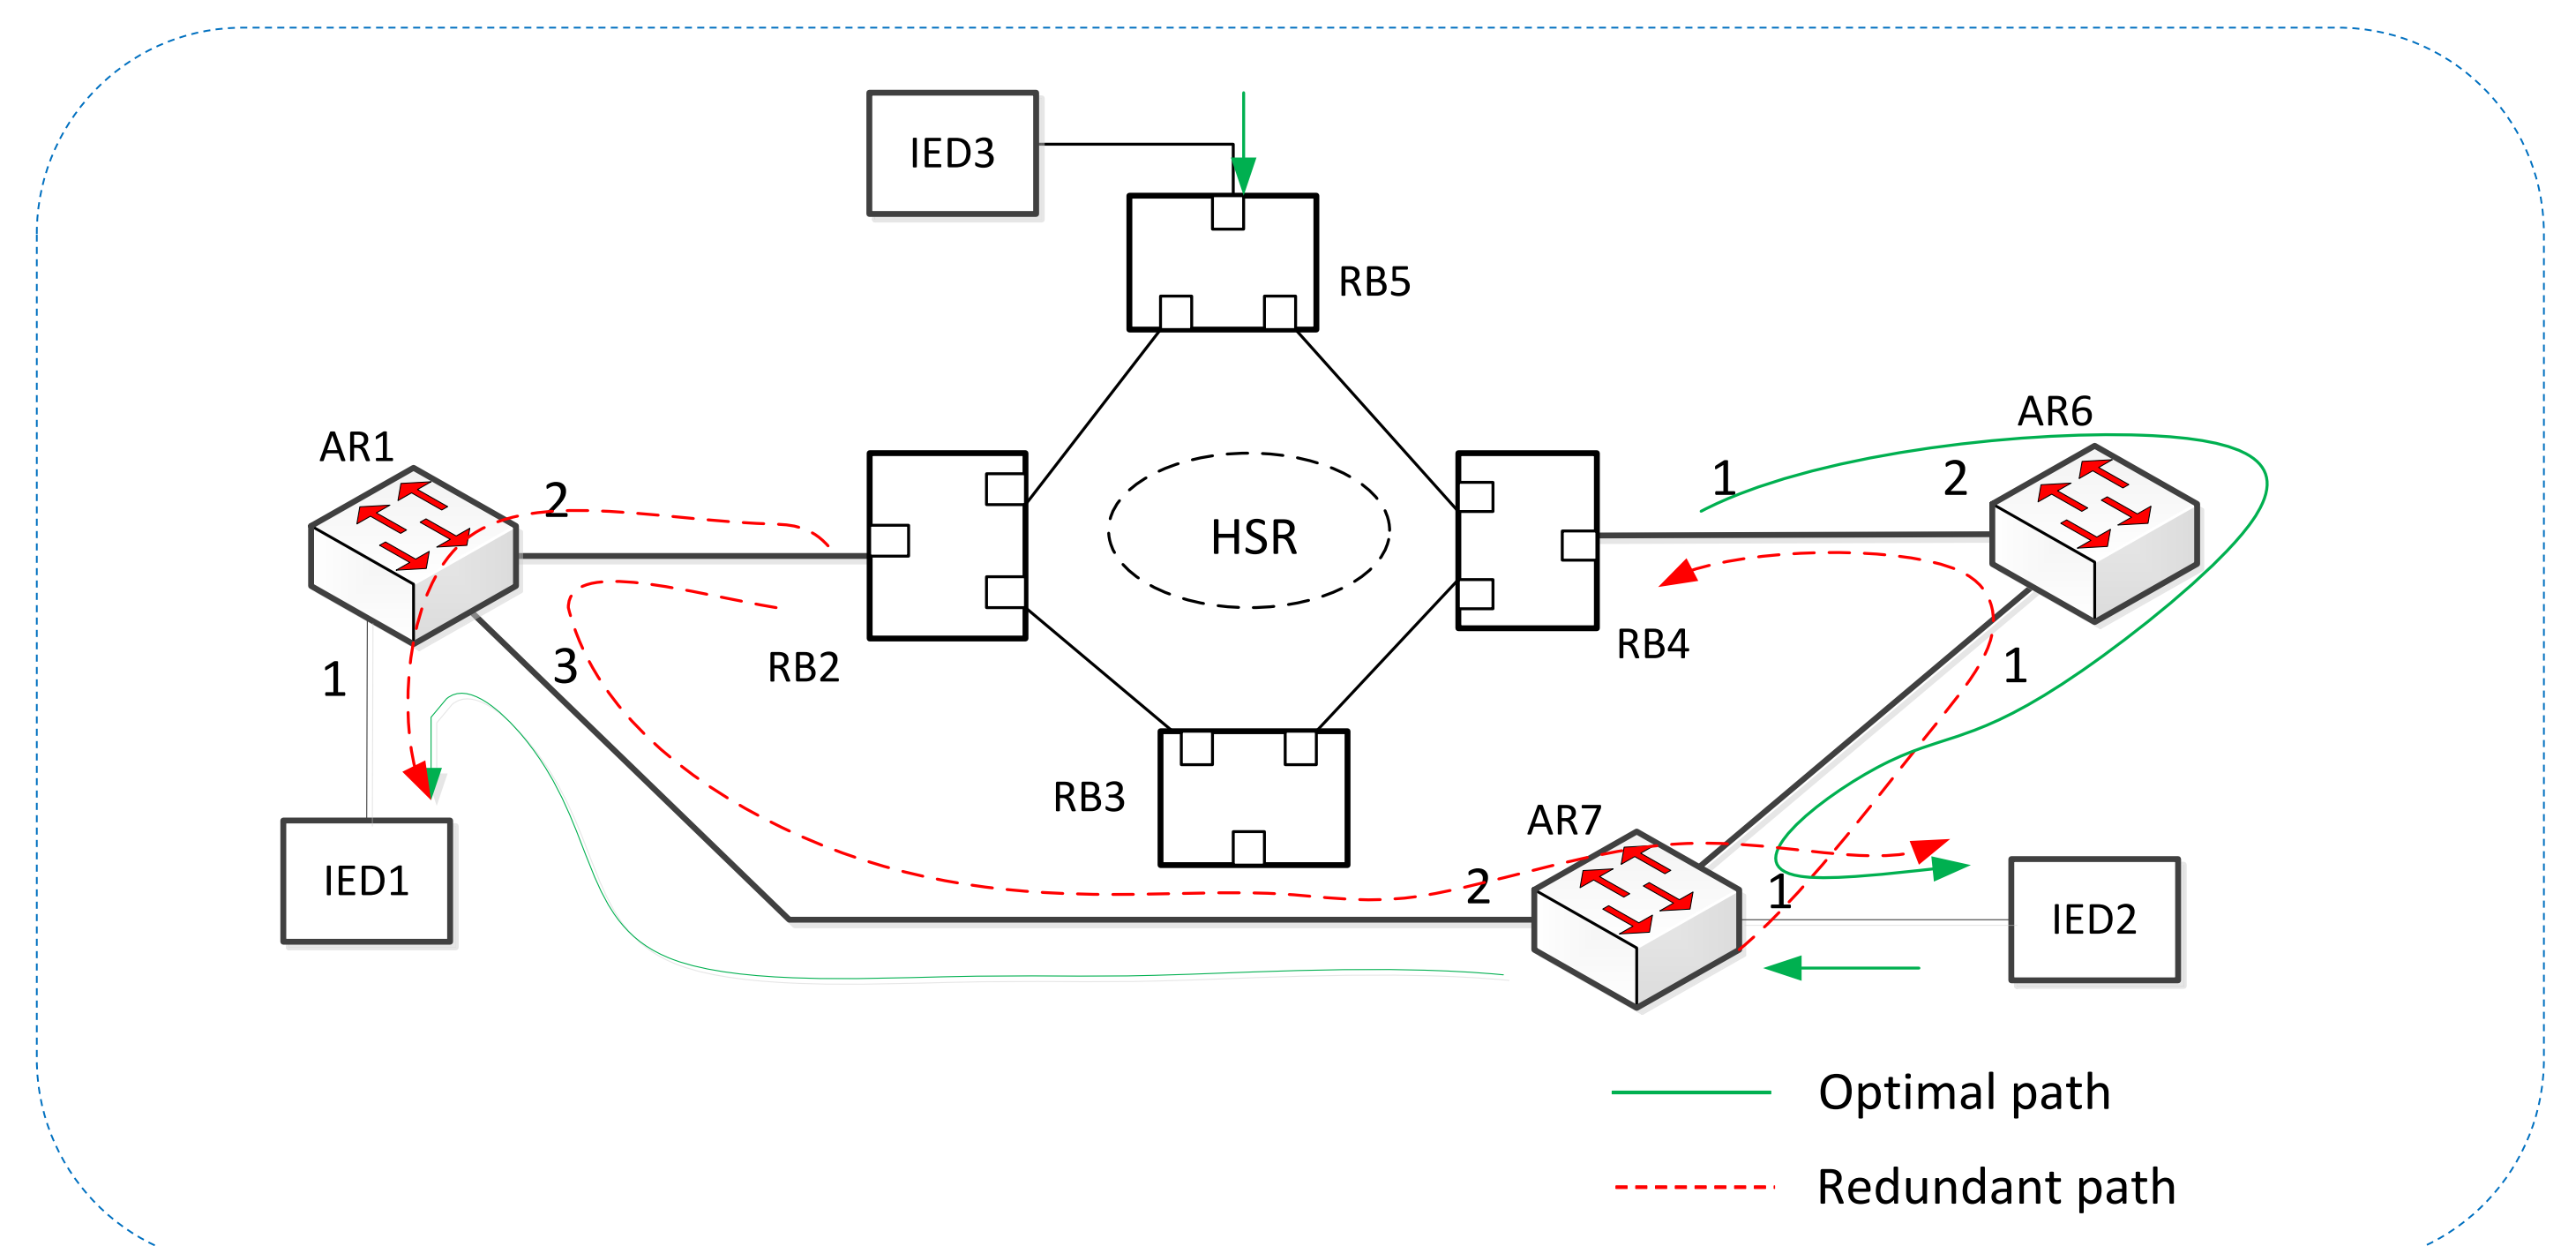 IED3
RB5
AR6
AR1
1
2
2
HSR
RB4
1
3
RB2
1
RB3
AR7
IED1
2
1
IED2
Optimal path
Redundant path